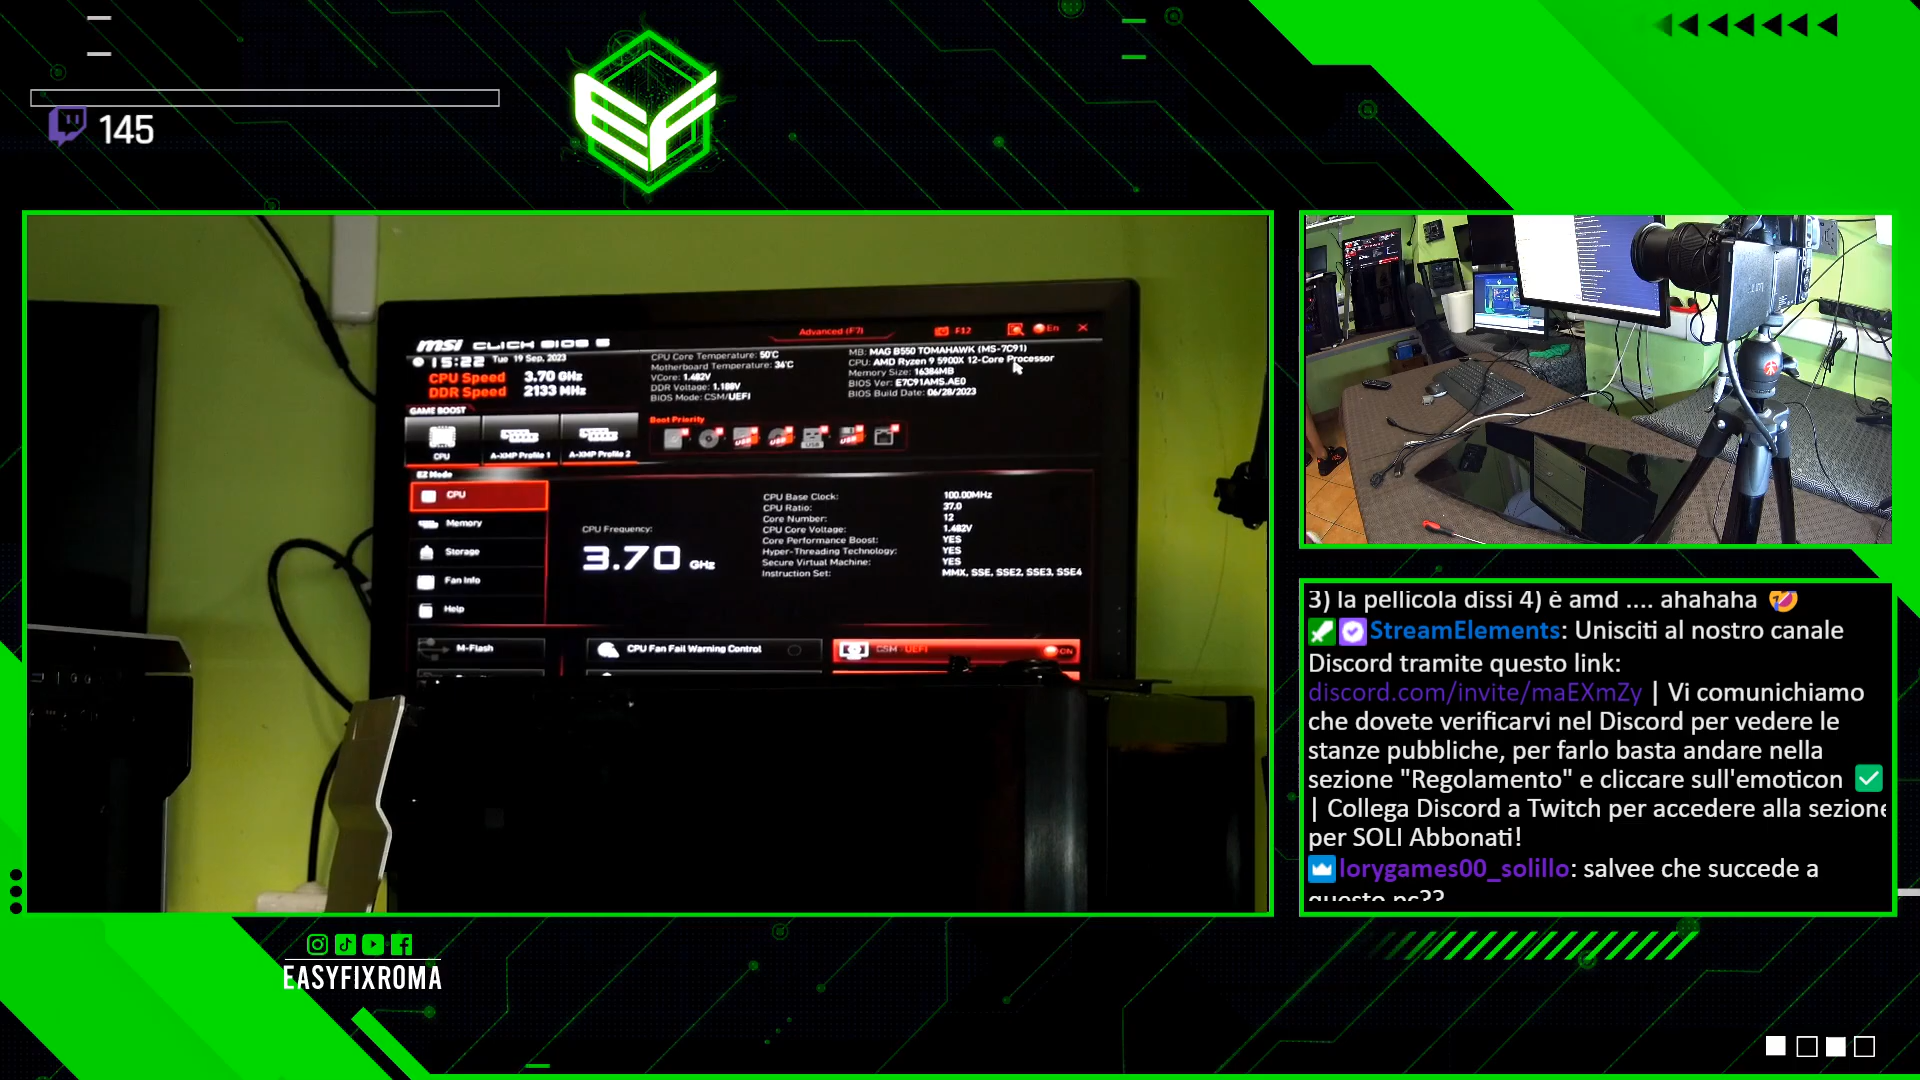 EF
145
msi CLICK BIOS 5
Advanced (F7)
F12
En
X
15:22 Tue 19 Sep, 2023
CPU Speed 3.70 GHz
DDR Speed 2133 MHz
CPU Core Temperature: 50°C
Motherboard Temperature: 36°C
VCore: 1.482V
DDR Voltage: 1.188V
BIOS Mode: CSM/UEFI
MB: MAG B550 TOMAHAWK (MS-7C91)
CPU: AMD Ryzen 9 5900X 12-Core Processor
Memory Size: 16384MB
BIOS Ver: E7C91AMS.AE0
BIOS Build Date: 06/28/2023
GAME BOOST
CPU
A-XMP Profile 1
A-XMP Profile 2
Boot Priority
USB
USB
USB
USB
EZ Mode
CPU
Memory
Storage
Fan Info
Help
CPU Frequency:
3.70 GHz
CPU Base Clock: 100.00MHz
CPU Ratio: 37.0
Core Number: 12
CPU Core Voltage: 1.482V
Core Performance Boost: YES
Hyper-Threading Technology: YES
Secure Virtual Machine: YES
Instruction Set: MMX, SSE, SSE2, SSE3, SSE4
M-Flash
CPU Fan Fail Warning Control
CSM/UEFI
ON
3) la pellicola dissi 4) è amd .... ahahaha 🤣
StreamElements: Unisciti al nostro canale
Discord tramite questo link:
discord.com/invite/maEXmZy | Vi comunichiamo
che dovete verificarvi nel Discord per vedere le
stanze pubbliche, per farlo basta andare nella
sezione "Regolamento" e cliccare sull'emoticon ✅
| Collega Discord a Twitch per accedere alla sezione
per SOLI Abbonati!
lorygames00_solillo: salvee che succede a
questo pc??
EASYFIXROMA